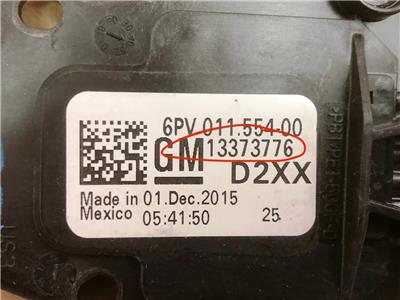 6PV 011.554-00
GM 13373776
D2XX
Made in 01.Dec.2015
Mexico 05:41:50 25